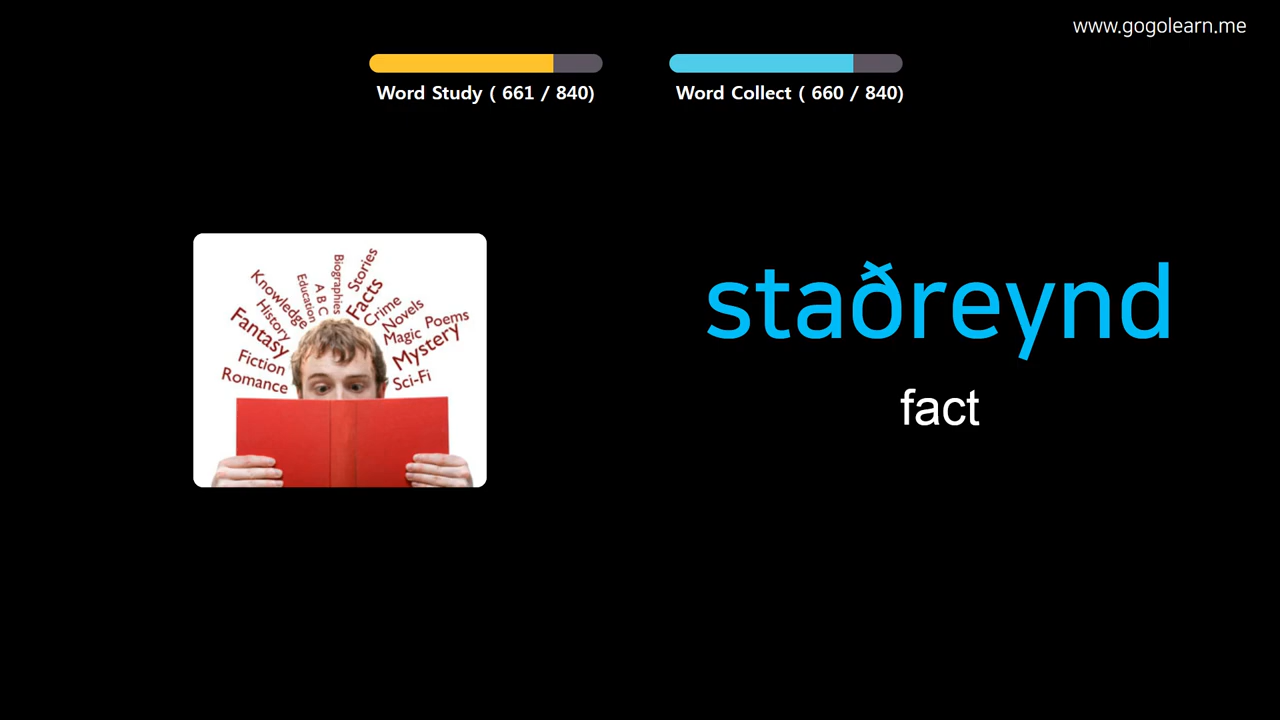 www.gogolearn.me
Word Study ( 661 / 840)
Word Collect ( 660 / 840)
Stories
Biographies
Facts
Knowledge
Education
A B C
Crime
History
Novels
Poems
Fantasy
Magic
Mystery
Fiction
Romance
Sci-Fi
staðreynd
fact